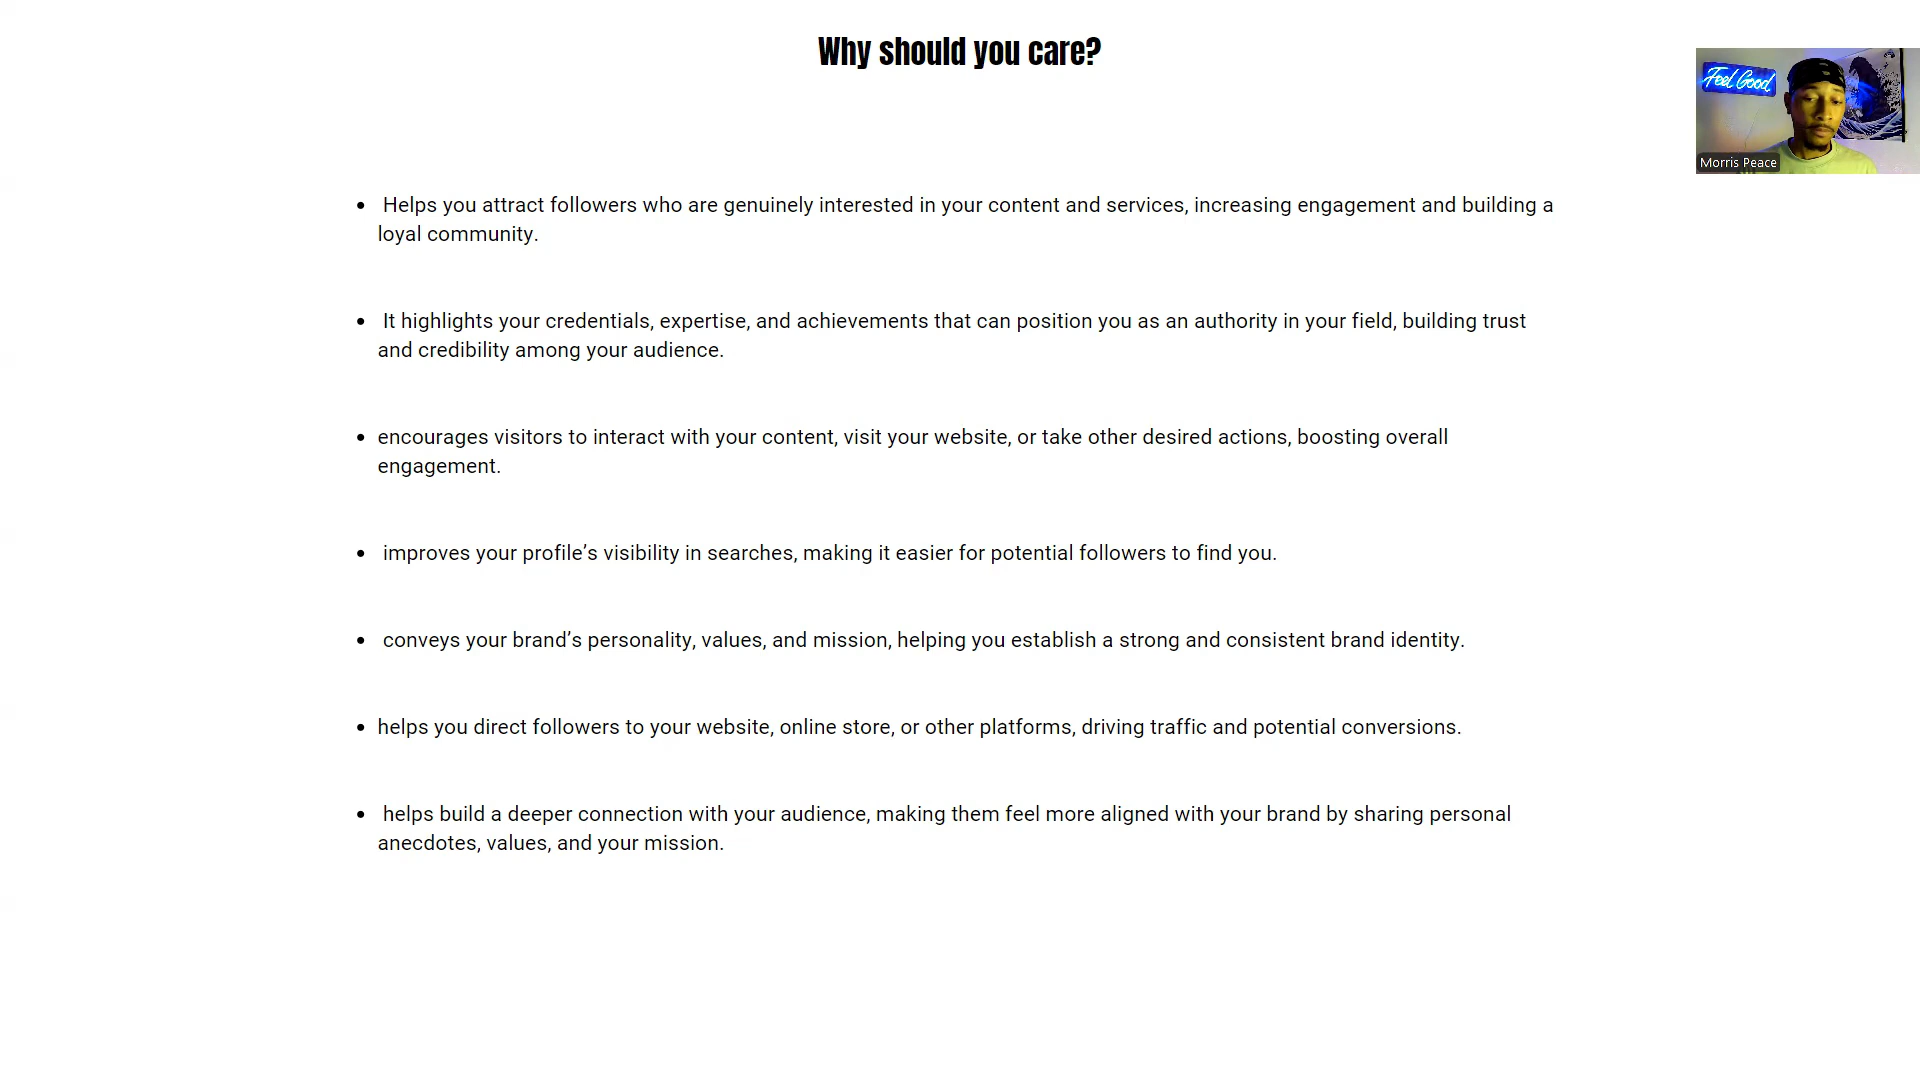 Why should you care?
Feel Good
Morris Peace
Helps you attract followers who are genuinely interested in your content and services, increasing engagement and building a
loyal community.
It highlights your credentials, expertise, and achievements that can position you as an authority in your field, building trust
and credibility among your audience.
encourages visitors to interact with your content, visit your website, or take other desired actions, boosting overall
engagement.
improves your profile’s visibility in searches, making it easier for potential followers to find you.
conveys your brand’s personality, values, and mission, helping you establish a strong and consistent brand identity.
helps you direct followers to your website, online store, or other platforms, driving traffic and potential conversions.
helps build a deeper connection with your audience, making them feel more aligned with your brand by sharing personal
anecdotes, values, and your mission.